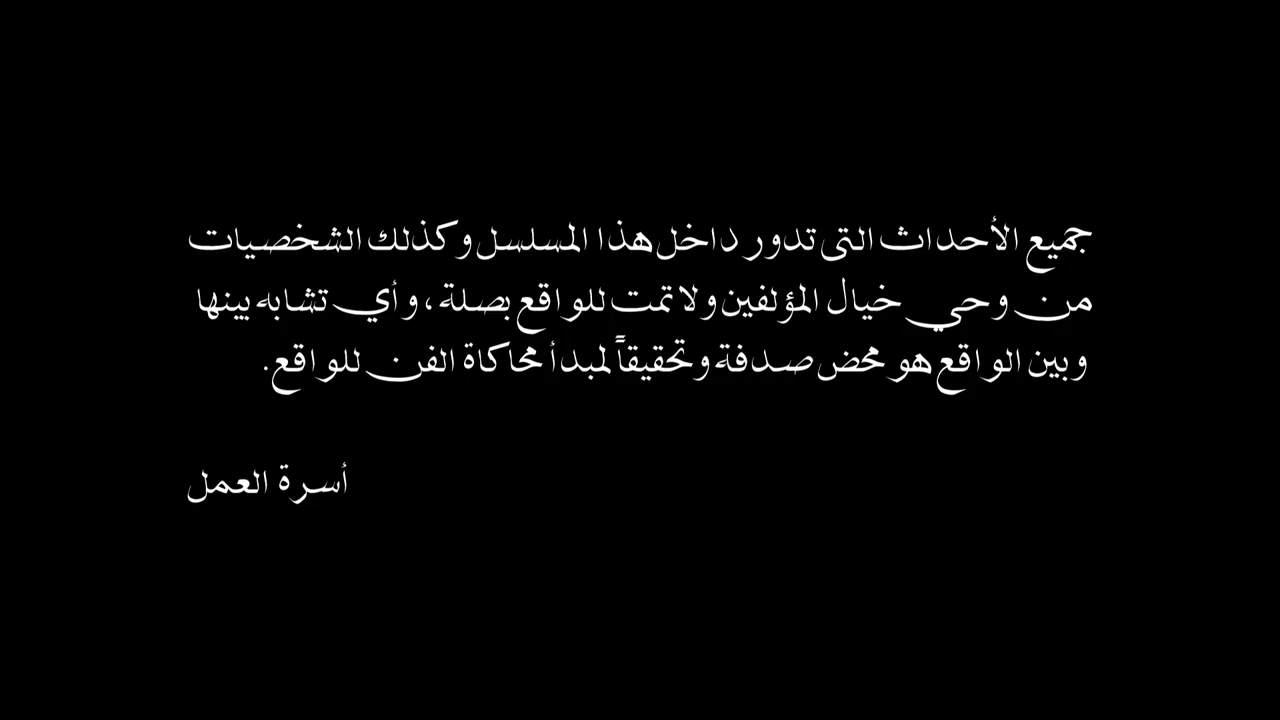 جميع الأحداث التى تدور داخل هذا المسلسل وكذلك الشخصيات
من وحي خيال المؤلفين ولا تمت للواقع بصلة، وأي تشابه بينها
وبين الواقع هو محض صدفة وتحقيقاً لمبدأ محاكاة الفن للواقع.
أسرة العمل